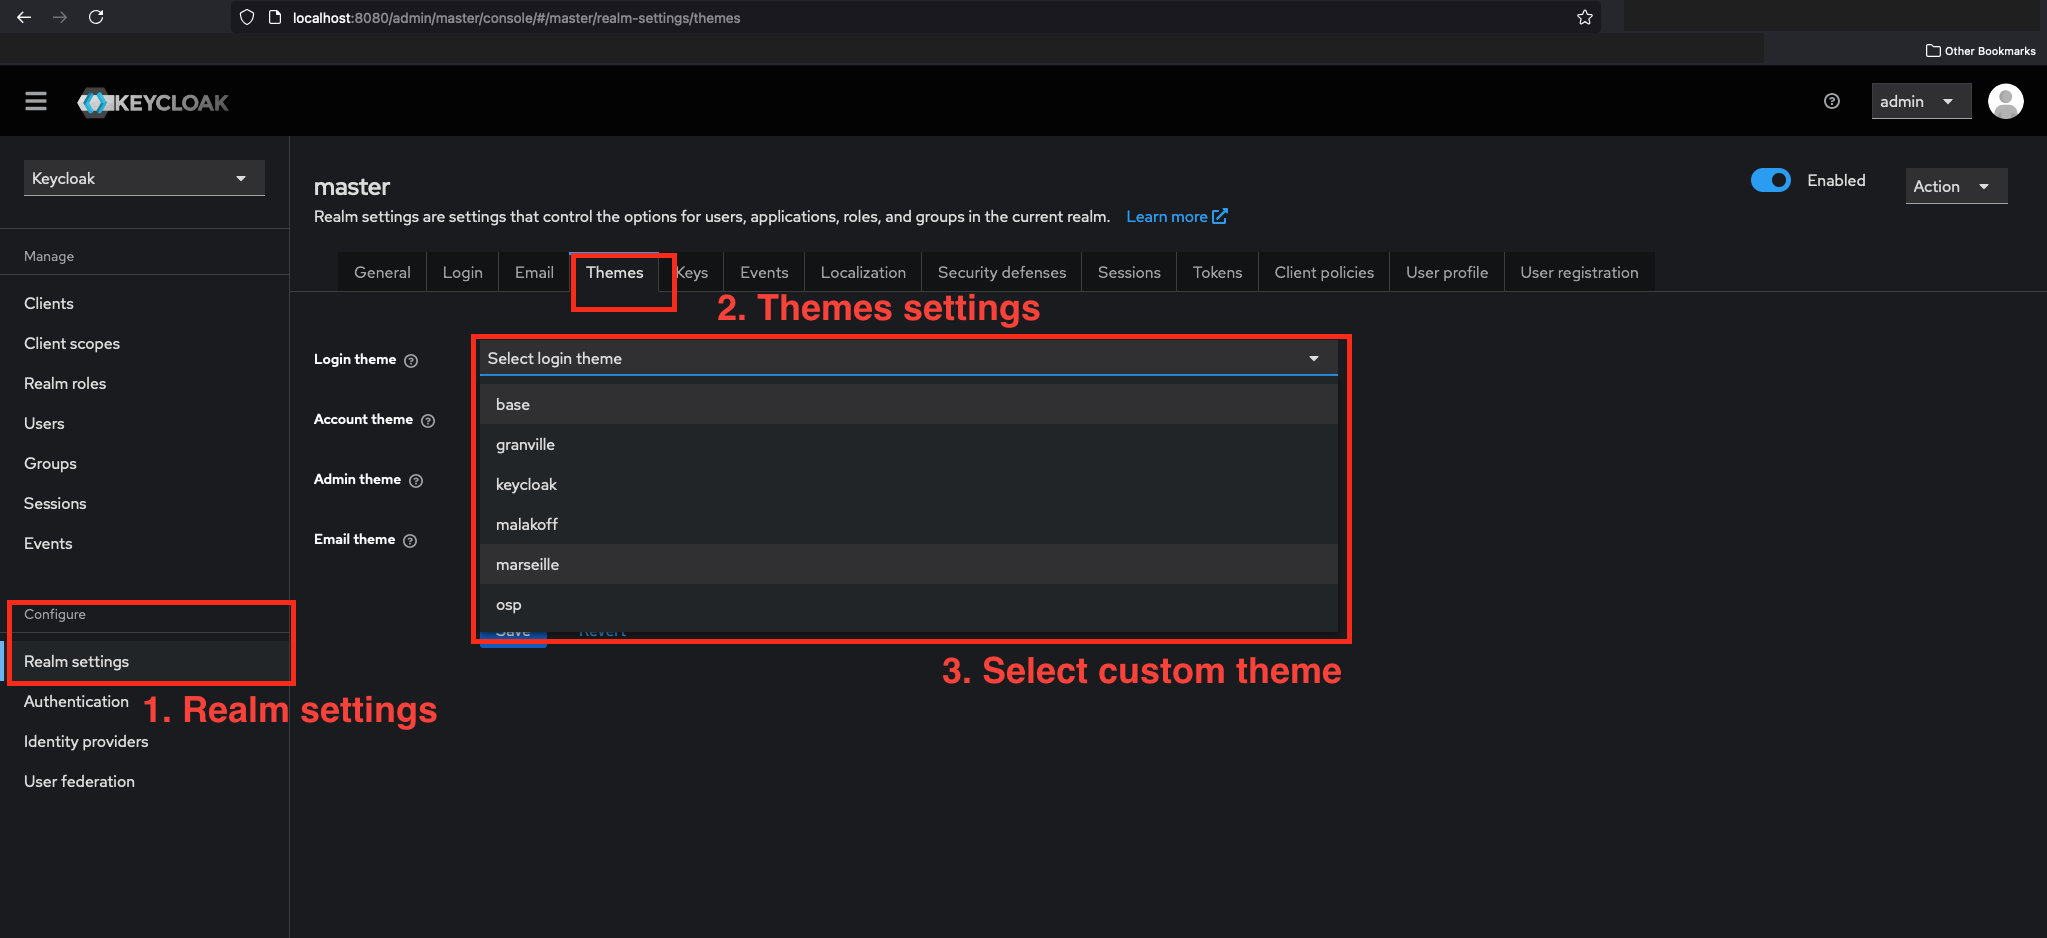 localhost:8080/admin/master/console/#/master/realm-settings/themes
Other Bookmarks
KEYCLOAK
admin
Keycloak
master
Enabled
Action
Realm settings are settings that control the options for users, applications, roles, and groups in the current realm. Learn more
Manage
Clients
Client scopes
Realm roles
Users
Groups
Sessions
Events
Configure
Realm settings
Authentication
Identity providers
User federation
1. Realm settings
General Login Email Themes Keys Events Localization Security defenses Sessions Tokens Client policies User profile User registration
2. Themes settings
Login theme
Select login theme
base
granville
keycloak
malakoff
marseille
osp
Account theme
Admin theme
Email theme
Save Revert
3. Select custom theme